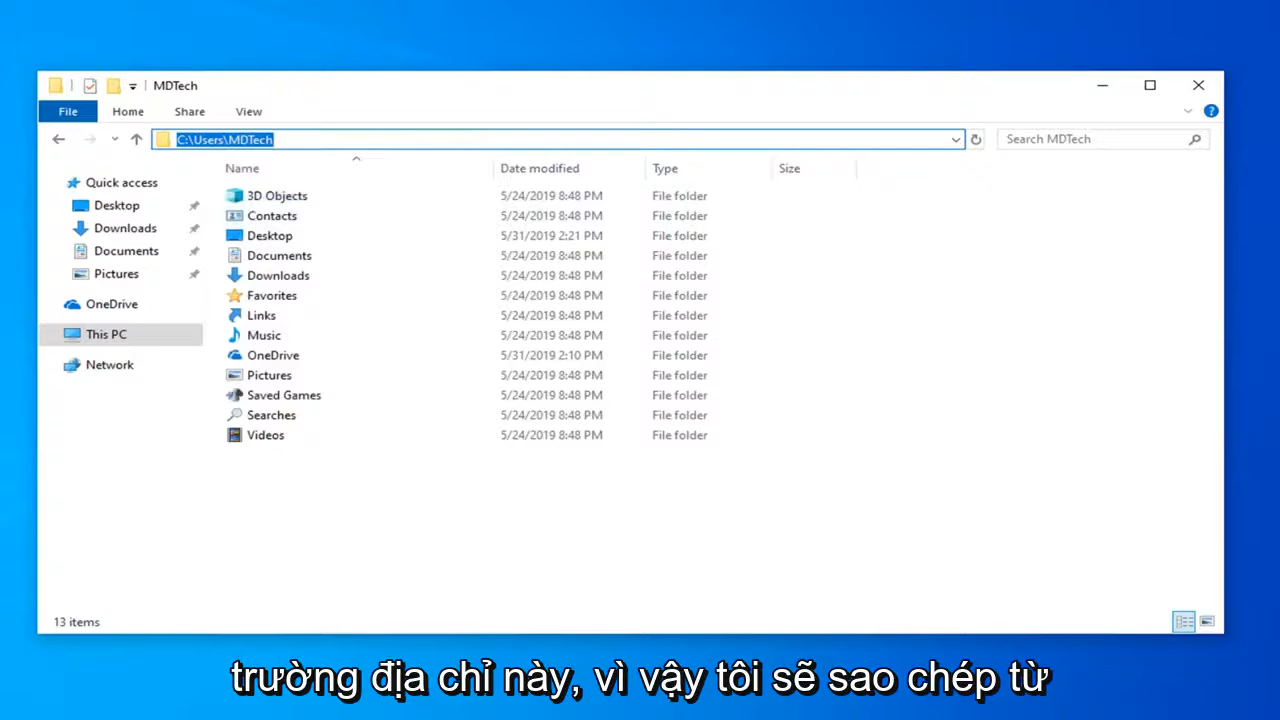 MDTech
File Home Share View
C:\Users\MDTech
Search MDTech
Name Date modified Type Size
Quick access
Desktop
Downloads
Documents
Pictures
OneDrive
This PC
Network
3D Objects 5/24/2019 8:48 PM File folder
Contacts 5/24/2019 8:48 PM File folder
Desktop 5/31/2019 2:21 PM File folder
Documents 5/24/2019 8:48 PM File folder
Downloads 5/24/2019 8:48 PM File folder
Favorites 5/24/2019 8:48 PM File folder
Links 5/24/2019 8:48 PM File folder
Music 5/24/2019 8:48 PM File folder
OneDrive 5/31/2019 2:10 PM File folder
Pictures 5/24/2019 8:48 PM File folder
Saved Games 5/24/2019 8:48 PM File folder
Searches 5/24/2019 8:48 PM File folder
Videos 5/24/2019 8:48 PM File folder
13 items
trường địa chỉ này, vì vậy tôi sẽ sao chép từ